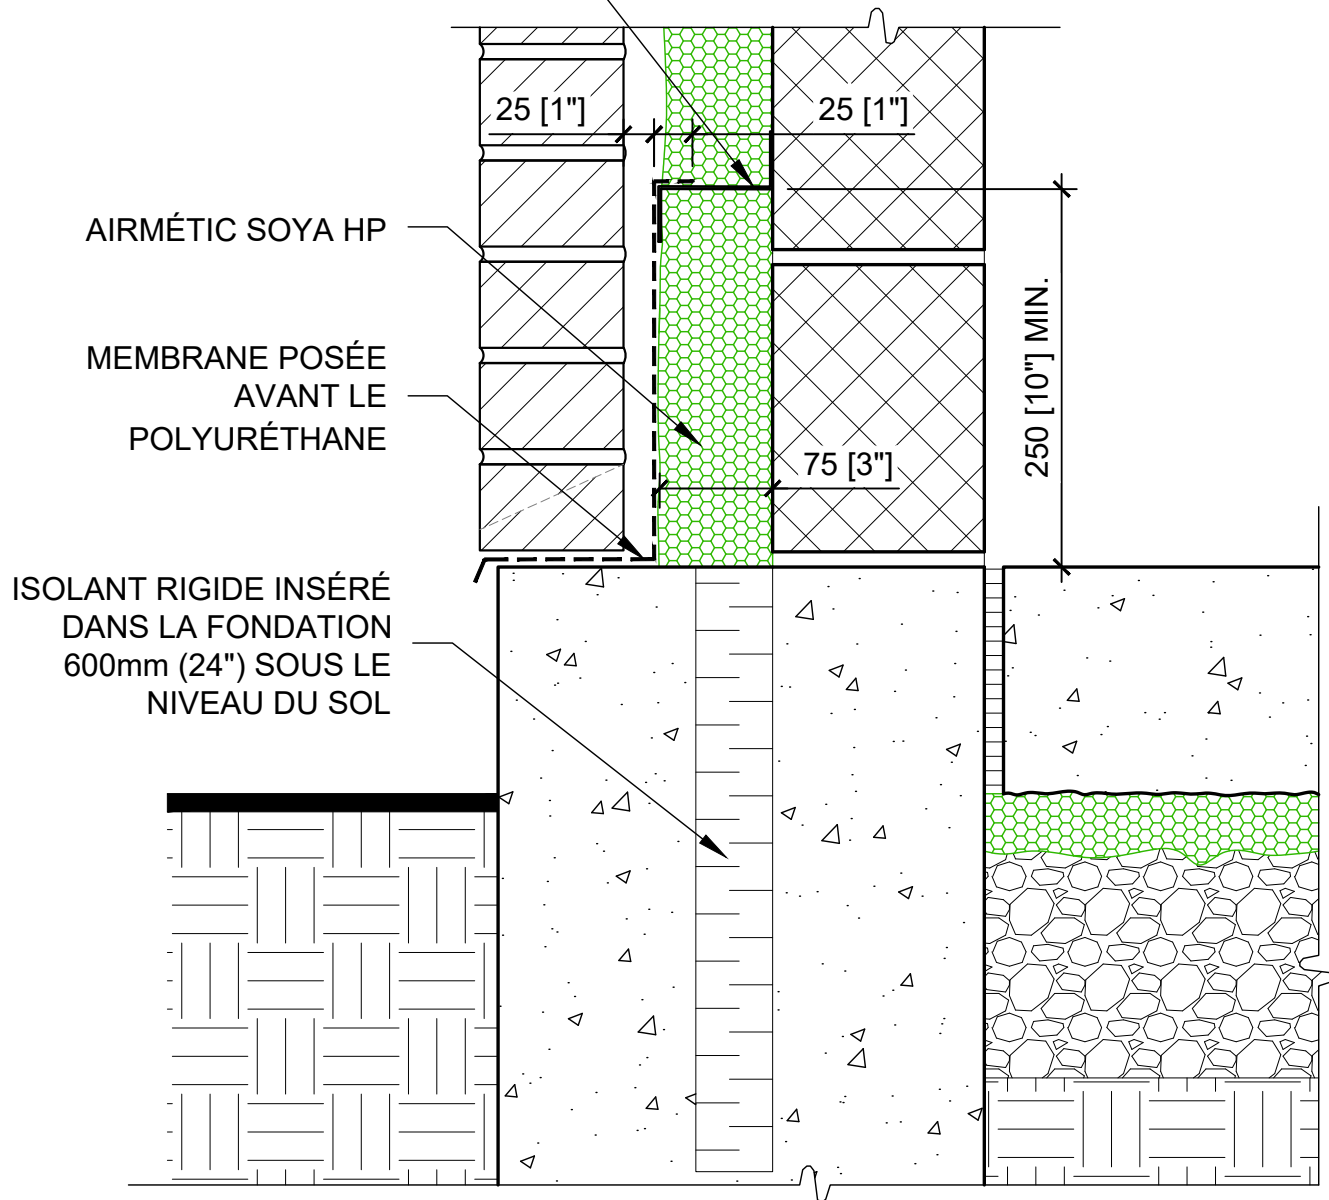 25 [1"]
25 [1"]
AIRMÉTIC SOYA HP
MEMBRANE POSÉE
AVANT LE
POLYURÉTHANE
250 [10"] MIN.
75 [3"]
ISOLANT RIGIDE INSÉRÉ
DANS LA FONDATION
600mm (24") SOUS LE
NIVEAU DU SOL